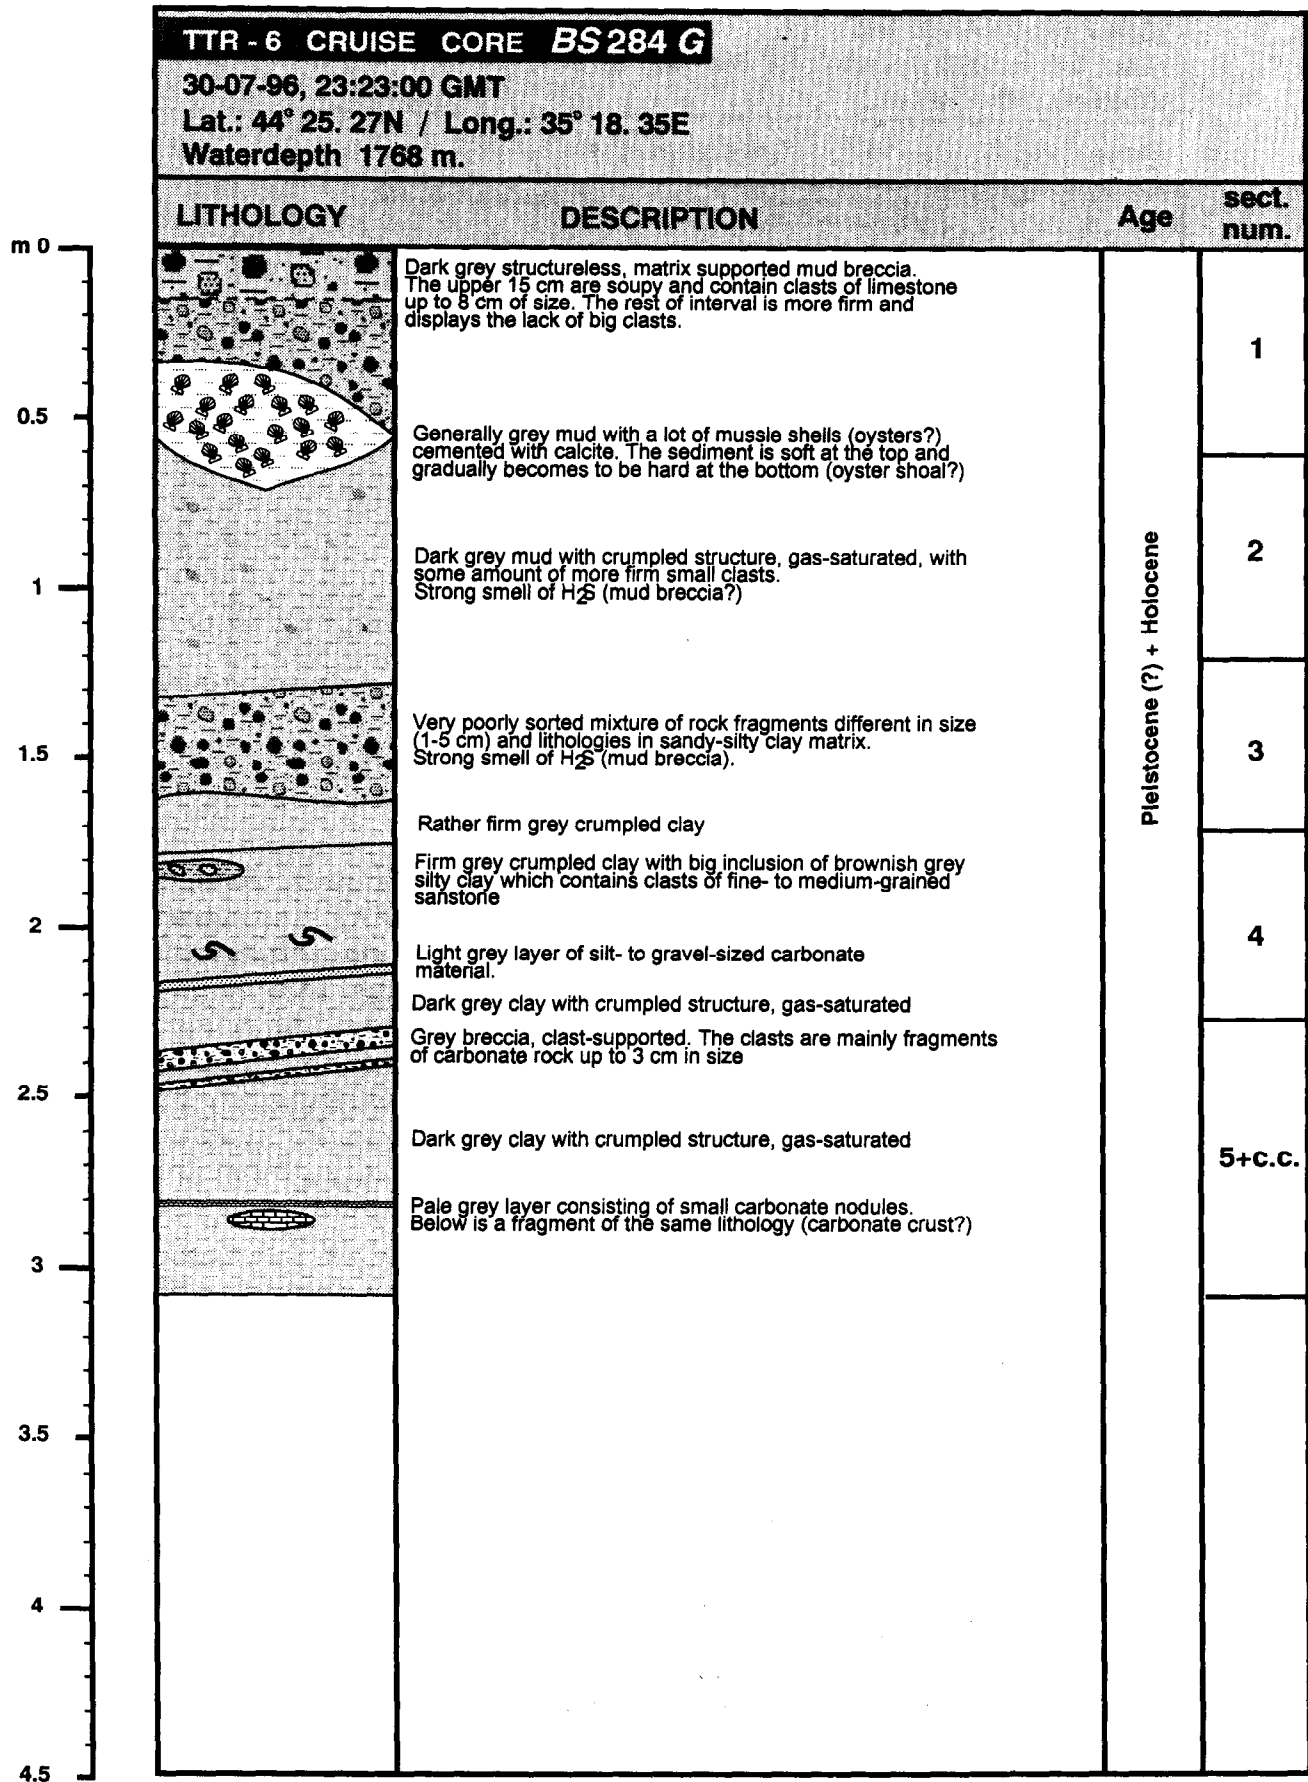 TTR - 6 CRUISE CORE BS 284 G
30-07-96, 23:23:00 GMT
Lat.: 44° 25. 27N / Long.: 35° 18. 35E
Waterdepth 1768 m.
LITHOLOGY DESCRIPTION Age sect. num.
m 0
Dark grey structureless, matrix supported mud breccia.
The upper 15 cm are soupy and contain clasts of limestone
up to 8 cm of size. The rest of interval is more firm and
displays the lack of big clasts.
1
0.5
Generally grey mud with a lot of mussle shells (oysters?)
cemented with calcite. The sediment is soft at the top and
gradually becomes to be hard at the bottom (oyster shoal?)
2
Dark grey mud with crumpled structure, gas-saturated, with
some amount of more firm small clasts.
Strong smell of H2S (mud breccia?)
1
Pleistocene (?) + Holocene
Very poorly sorted mixture of rock fragments different in size
(1-5 cm) and lithologies in sandy-silty clay matrix.
Strong smell of H2S (mud breccia).
1.5
3
Rather firm grey crumpled clay
Firm grey crumpled clay with big inclusion of brownish grey
silty clay which contains clasts of fine- to medium-grained
sanstone
2
4
Light grey layer of silt- to gravel-sized carbonate
material.
Dark grey clay with crumpled structure, gas-saturated
Grey breccia, clast-supported. The clasts are mainly fragments
of carbonate rock up to 3 cm in size
2.5
Dark grey clay with crumpled structure, gas-saturated
5+c.c.
Pale grey layer consisting of small carbonate nodules.
Below is a fragment of the same lithology (carbonate crust?)
3
3.5
4
4.5